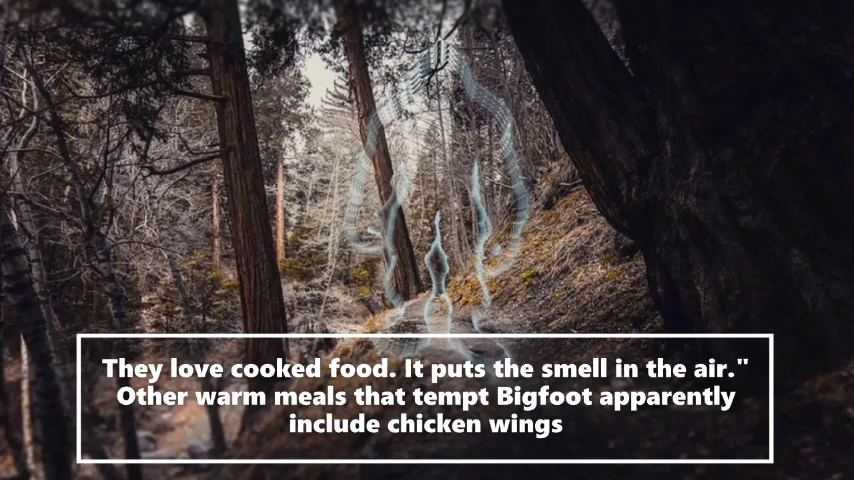 They love cooked food. It puts the smell in the air."
Other warm meals that tempt Bigfoot apparently
include chicken wings